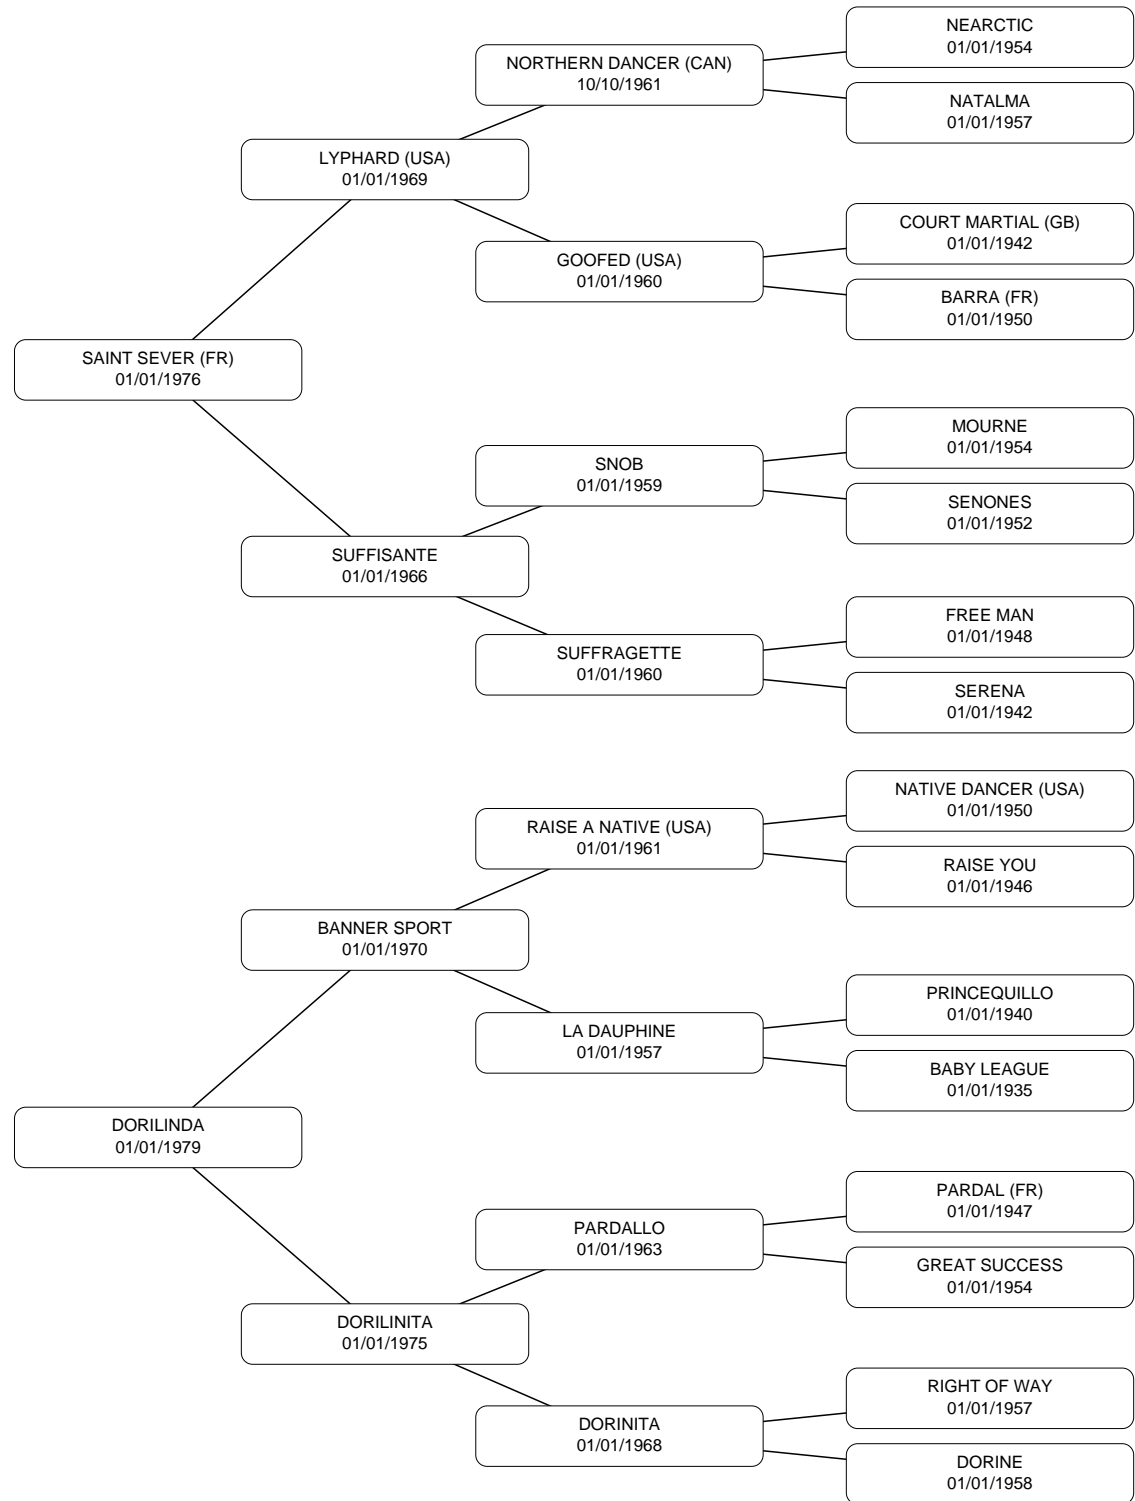 NEARCTIC
01/01/1954
NORTHERN DANCER (CAN)
10/10/1961
NATALMA
01/01/1957
LYPHARD (USA)
01/01/1969
COURT MARTIAL (GB)
01/01/1942
GOOFED (USA)
01/01/1960
BARRA (FR)
01/01/1950
SAINT SEVER (FR)
01/01/1976
MOURNE
01/01/1954
SNOB
01/01/1959
SENONES
01/01/1952
SUFFISANTE
01/01/1966
FREE MAN
01/01/1948
SUFFRAGETTE
01/01/1960
SERENA
01/01/1942
NATIVE DANCER (USA)
01/01/1950
RAISE A NATIVE (USA)
01/01/1961
RAISE YOU
01/01/1946
BANNER SPORT
01/01/1970
PRINCEQUILLO
01/01/1940
LA DAUPHINE
01/01/1957
BABY LEAGUE
01/01/1935
DORILINDA
01/01/1979
PARDAL (FR)
01/01/1947
PARDALLO
01/01/1963
GREAT SUCCESS
01/01/1954
DORILINITA
01/01/1975
RIGHT OF WAY
01/01/1957
DORINITA
01/01/1968
DORINE
01/01/1958